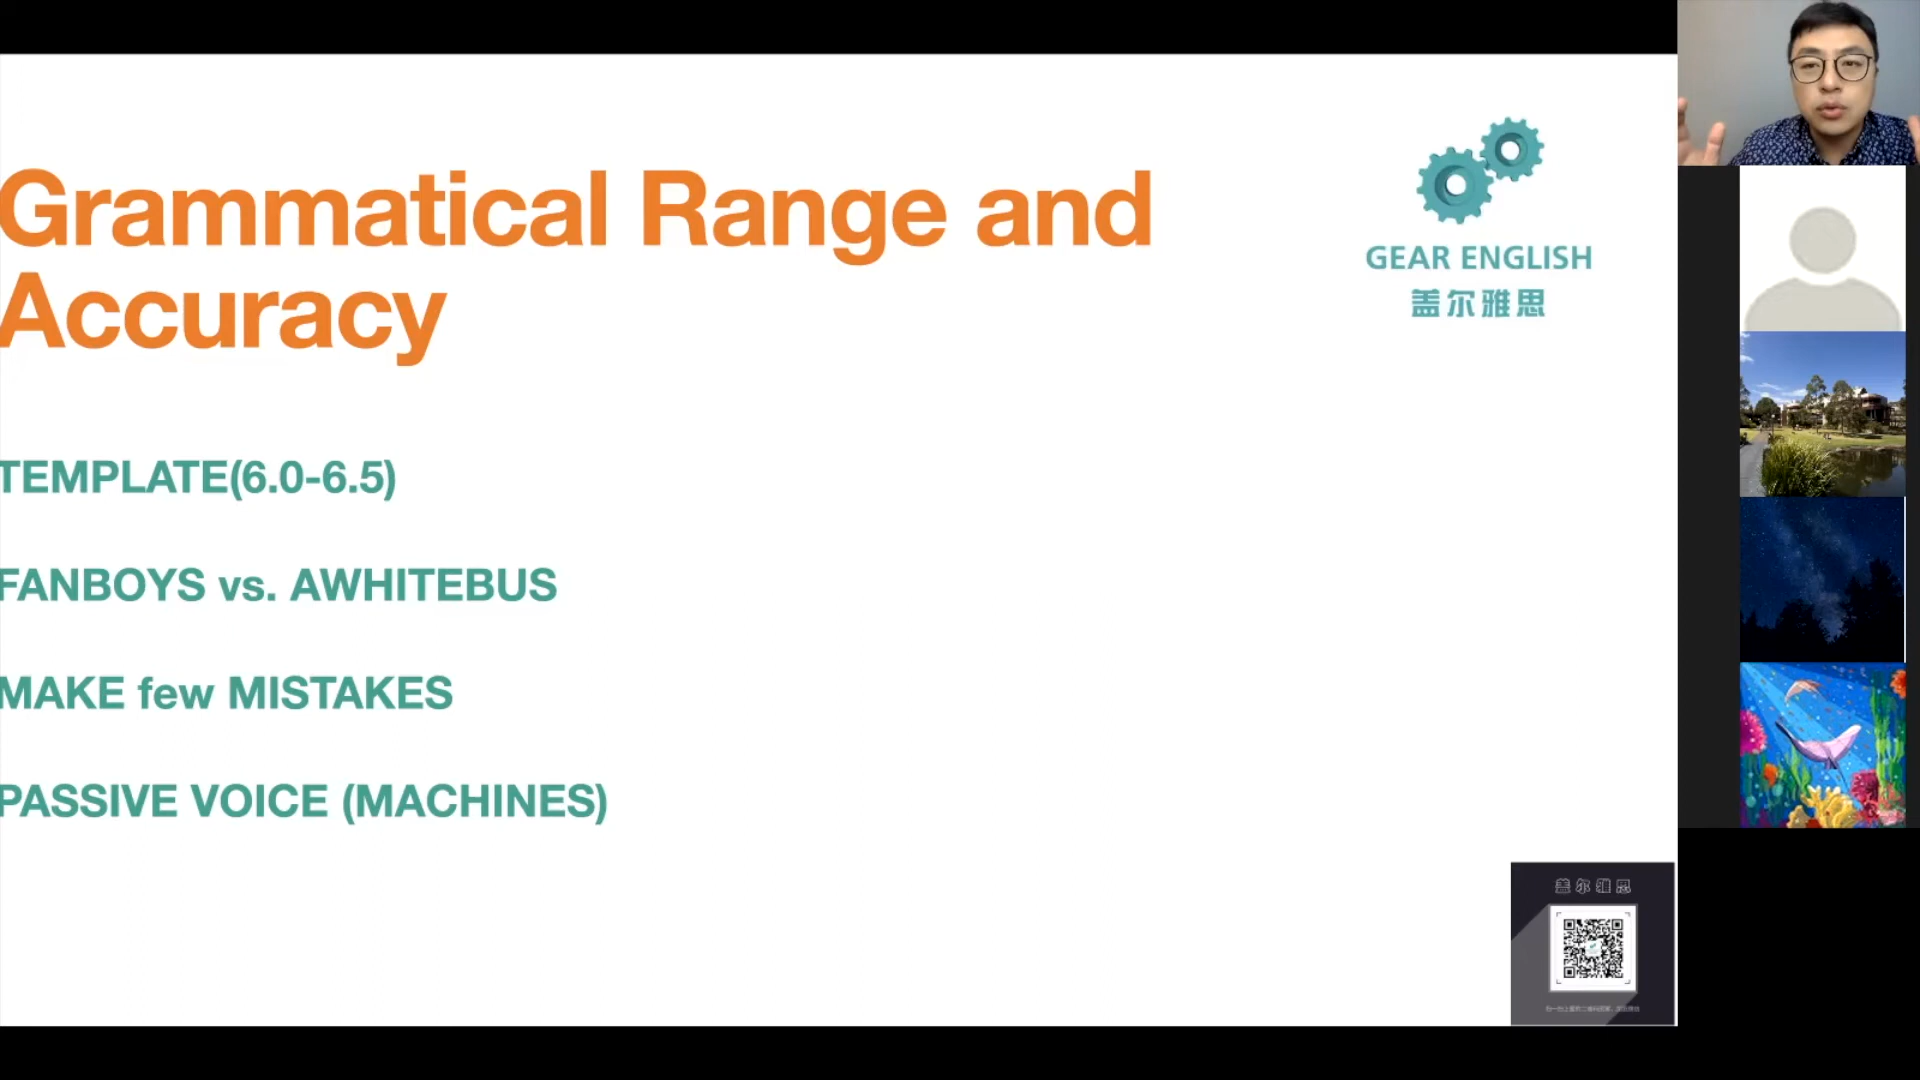 Grammatical Range and
Accuracy
GEAR ENGLISH
盖尔雅思
TEMPLATE(6.0-6.5)
FANBOYS vs. AWHITEBUS
MAKE few MISTAKES
PASSIVE VOICE (MACHINES)
盖尔雅思